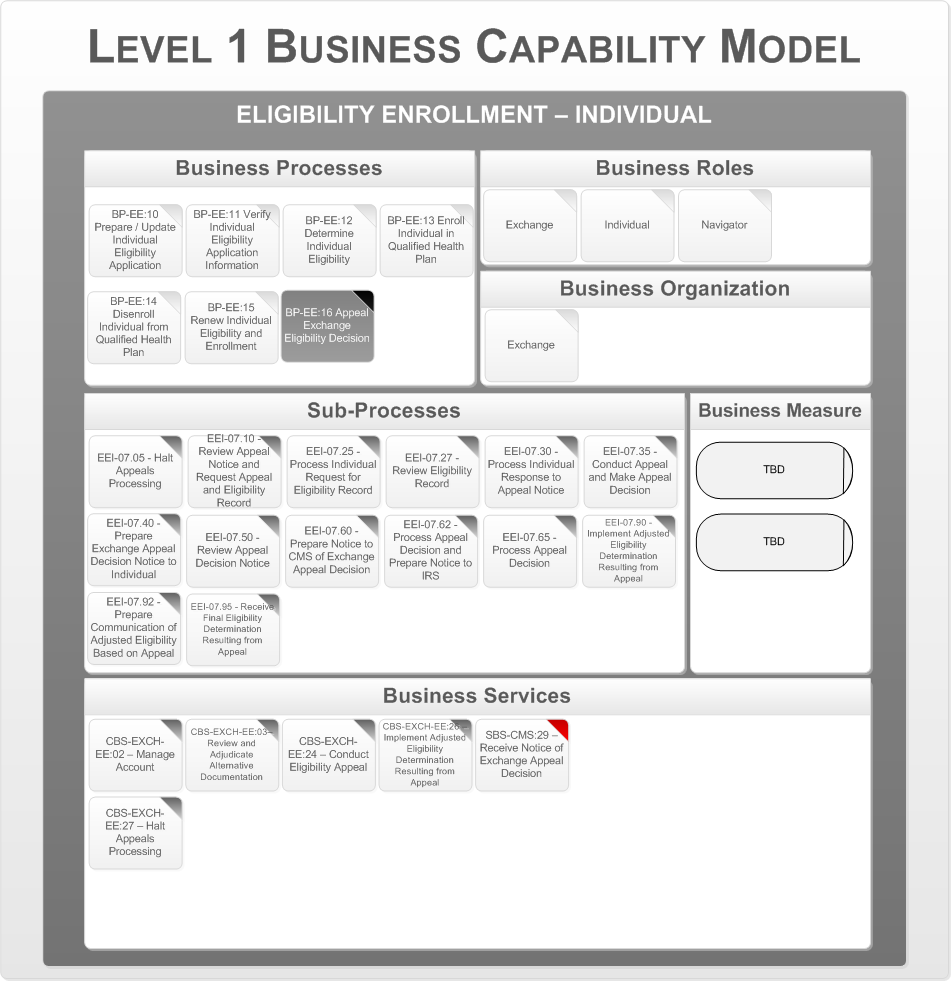 LEVEL 1 BUSINESS CAPABILITY MODEL
ELIGIBILITY ENROLLMENT – INDIVIDUAL
Business Processes
BP-EE:10
Prepare / Update
Individual
Eligibility
Application
BP-EE:11 Verify
Individual
Eligibility
Application
Information
BP-EE:12
Determine
Individual
Eligibility
BP-EE:13 Enroll
Individual in
Qualified Health
Plan
BP-EE:14
Disenroll
Individual from
Qualified Health
Plan
BP-EE:15
Renew Individual
Eligibility and
Enrollment
BP-EE:16 Appeal
Exchange
Eligibility Decision
Business Roles
Exchange
Individual
Navigator
Business Organization
Exchange
Sub-Processes
EEI-07.05 - Halt
Appeals
Processing
EEI-07.10 -
Review Appeal
Notice and
Request Appeal
and Eligibility
Record
EEI-07.25 -
Process Individual
Request for
Eligibility Record
EEI-07.27 -
Review Eligibility
Record
EEI-07.30 -
Process Individual
Response to
Appeal Notice
EEI-07.35 -
Conduct Appeal
and Make Appeal
Decision
EEI-07.40 -
Prepare
Exchange Appeal
Decision Notice to
Individual
EEI-07.50 -
Review Appeal
Decision Notice
EEI-07.60 -
Prepare Notice to
CMS of Exchange
Appeal Decision
EEI-07.62 -
Process Appeal
Decision and
Prepare Notice to
IRS
EEI-07.65 -
Process Appeal
Decision
EEI-07.90 -
Implement Adjusted
Eligibility
Determination
Resulting from
Appeal
EEI-07.92 -
Prepare
Communication of
Adjusted Eligibility
Based on Appeal
EEI-07.95 - Receive
Final Eligibility
Determination
Resulting from
Appeal
Business Measure
TBD
TBD
Business Services
CBS-EXCH-
EE:02 – Manage
Account
CBS-EXCH-EE:03–
Review and
Adjudicate
Alternative
Documentation
CBS-EXCH-
EE:24 – Conduct
Eligibility Appeal
CBS-EXCH-EE:26 –
Implement Adjusted
Eligibility
Determination
Resulting from
Appeal
SBS-CMS:29 –
Receive Notice of
Exchange Appeal
Decision
CBS-EXCH-
EE:27 – Halt
Appeals
Processing